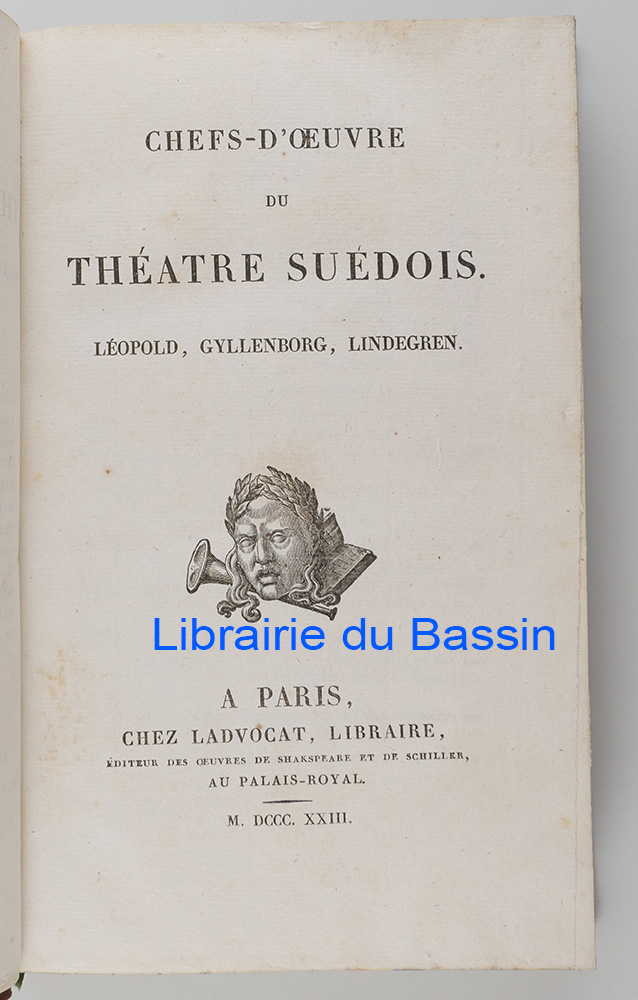 CHEFS-D'ŒUVRE
DU
THÉATRE SUÉDOIS.
LÉOPOLD, GYLLENBORG, LINDEGREN.
Librairie du Bassin
A PARIS,
CHEZ LADVOCAT, LIBRAIRE,
ÉDITEUR DES ŒUVRES DE SHAKSPEARE ET DE SCHILLER,
AU PALAIS-ROYAL.
M. DCCC. XXIII.